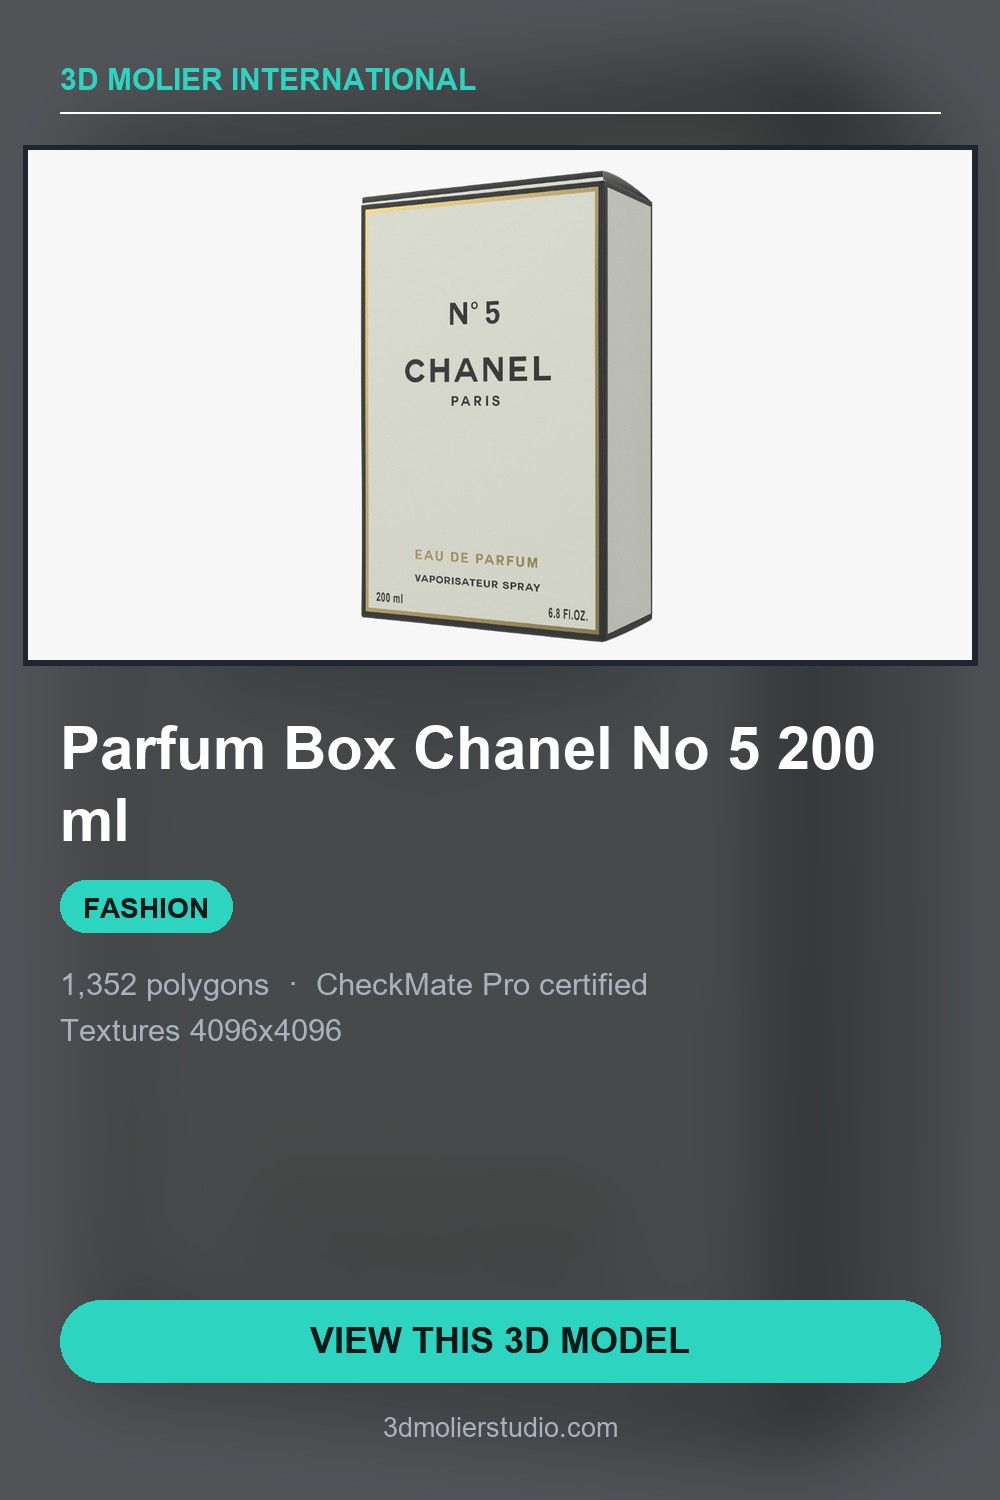 3D MOLIER INTERNATIONAL
N° 5
CHANEL
PARIS
EAU DE PARFUM
VAPORISATEUR SPRAY
200 ml
6.8 Fl.OZ.
Parfum Box Chanel No 5 200
ml
FASHION
1,352 polygons · CheckMate Pro certified
Textures 4096x4096
VIEW THIS 3D MODEL
3dmolierstudio.com